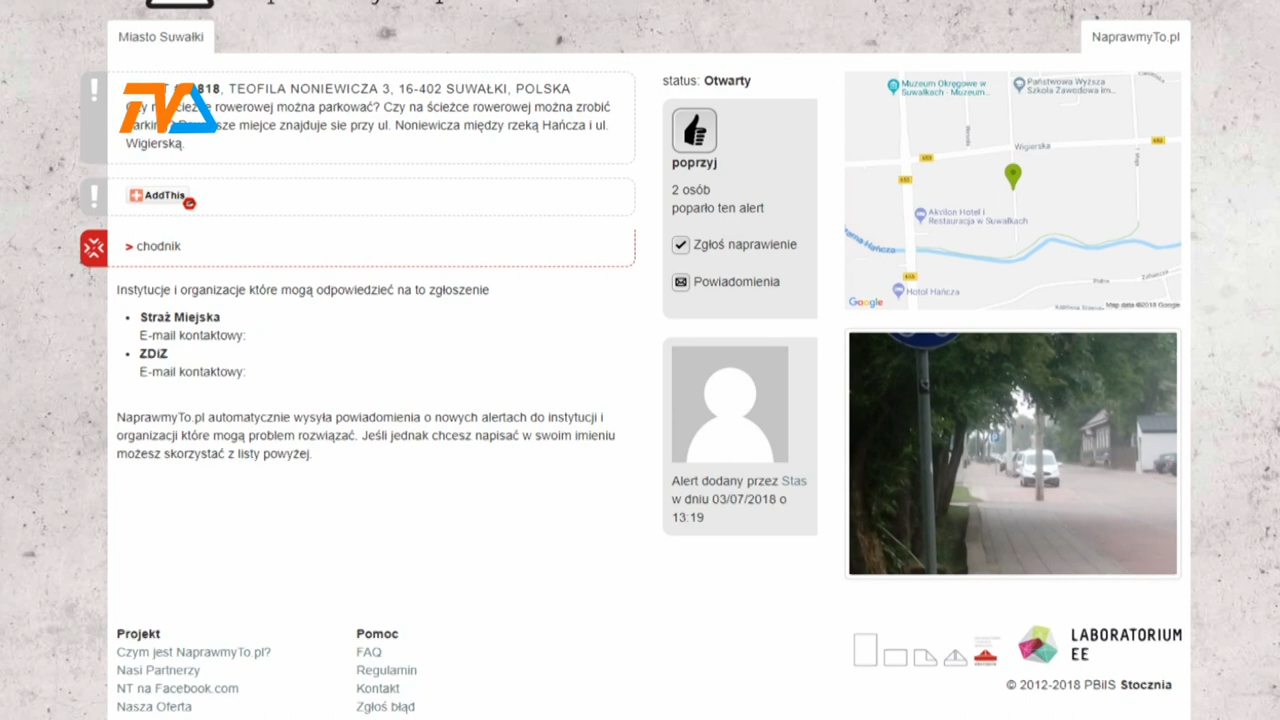 Miasto Suwałki
NaprawmyTo.pl
818, TEOFILA NONIEWICZA 3, 16-402 SUWAŁKI, POLSKA
rowerowej można parkować? Czy na ścieżce rowerowej można zrobić
miejce znajduje sie przy ul. Noniewicza między rzeką Hańcza i ul.
Wigierską.
AddThis
> chodnik
Instytucje i organizacje które mogą odpowiedzieć na to zgłoszenie
• Straż Miejska
E-mail kontaktowy:
• ZDiZ
E-mail kontaktowy:
NaprawmyTo.pl automatycznie wysyła powiadomienia o nowych alertach do instytucji i
organizacji które mogą problem rozwiązać. Jeśli jednak chcesz napisać w swoim imieniu
możesz skorzystać z listy powyżej.
status: Otwarty
poprzyj
2 osób
poparło ten alert
Zgłoś naprawienie
Powiadomienia
Alert dodany przez Stas
w dniu 03/07/2018 o
13:19
Muzeum Okręgowe w
Suwałkach - Muzeum...
Państwowa Wyższa
Szkoła Zawodowa im...
Wigierska
653
653
655
655
Akvilon Hotel i
Restauracja w Suwałkach
Czarna Hańcza
Hotel Hańcza
Google
Map data ©2018 Google
Projekt
Czym jest NaprawmyTo.pl?
Nasi Partnerzy
NT na Facebook.com
Nasza Oferta
Pomoc
FAQ
Regulamin
Kontakt
Zgłoś błąd
LABORATORIUM
EE
© 2012-2018 PBiIS Stocznia